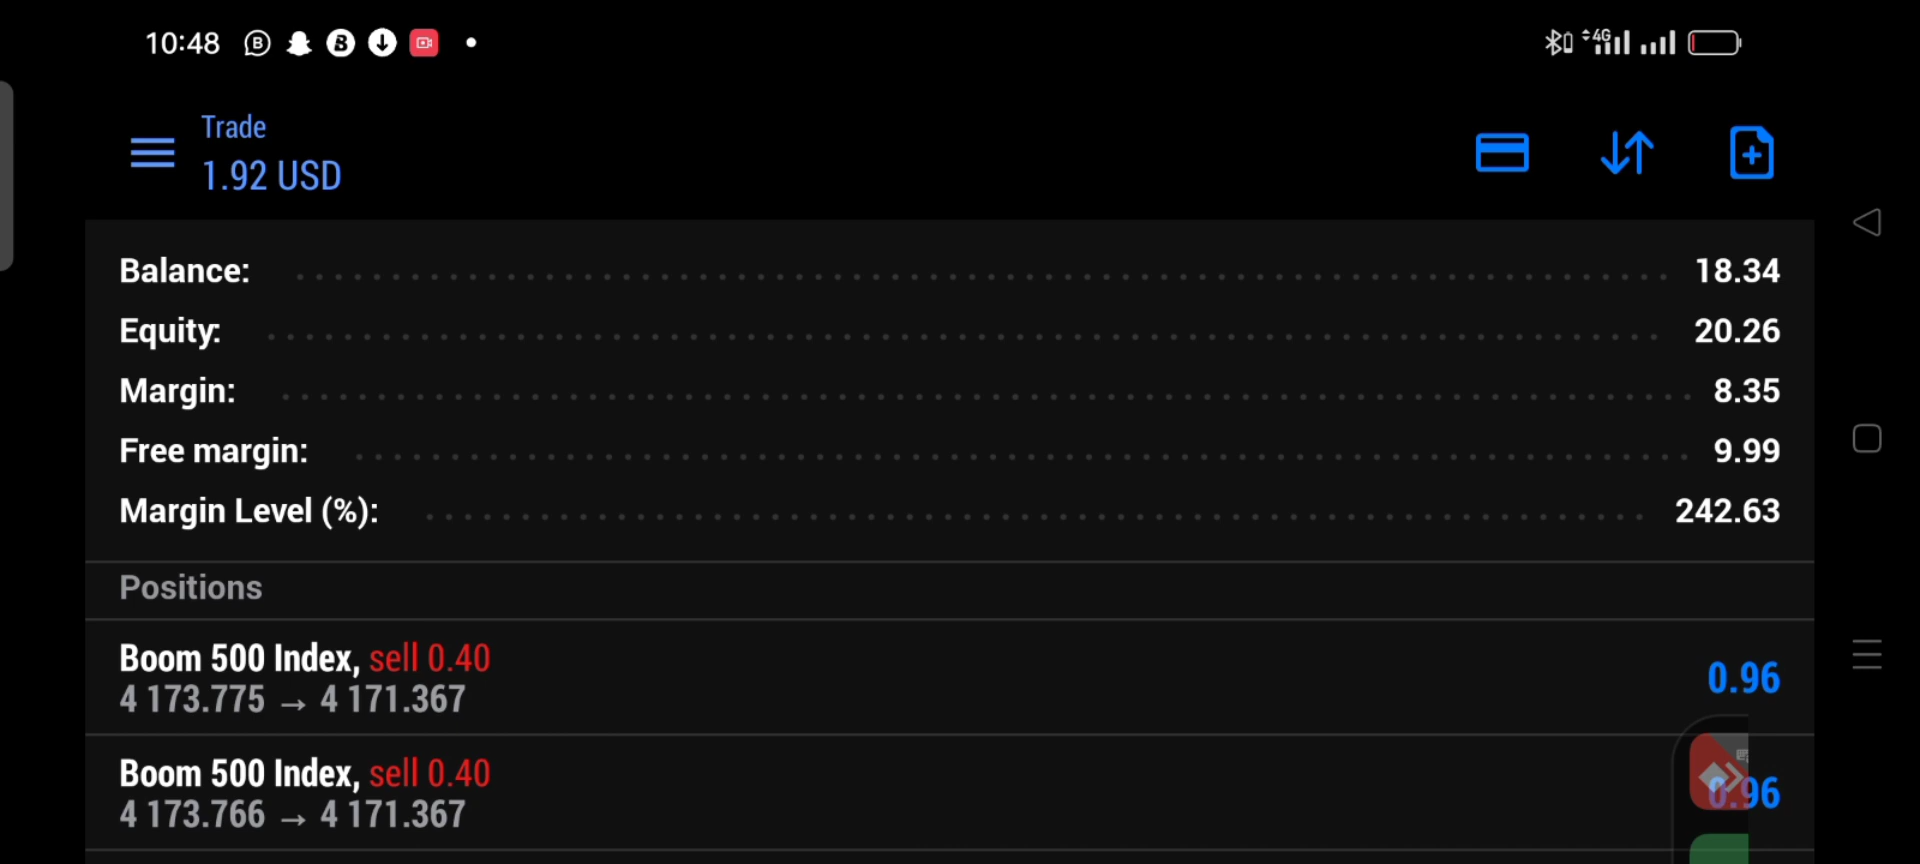 10:48
4G
Trade
1.92 USD
Balance: 18.34
Equity: 20.26
Margin: 8.35
Free margin: 9.99
Margin Level (%): 242.63
Positions
Boom 500 Index, sell 0.40
4 173.775 → 4 171.367
0.96
Boom 500 Index, sell 0.40
4 173.766 → 4 171.367
0.96